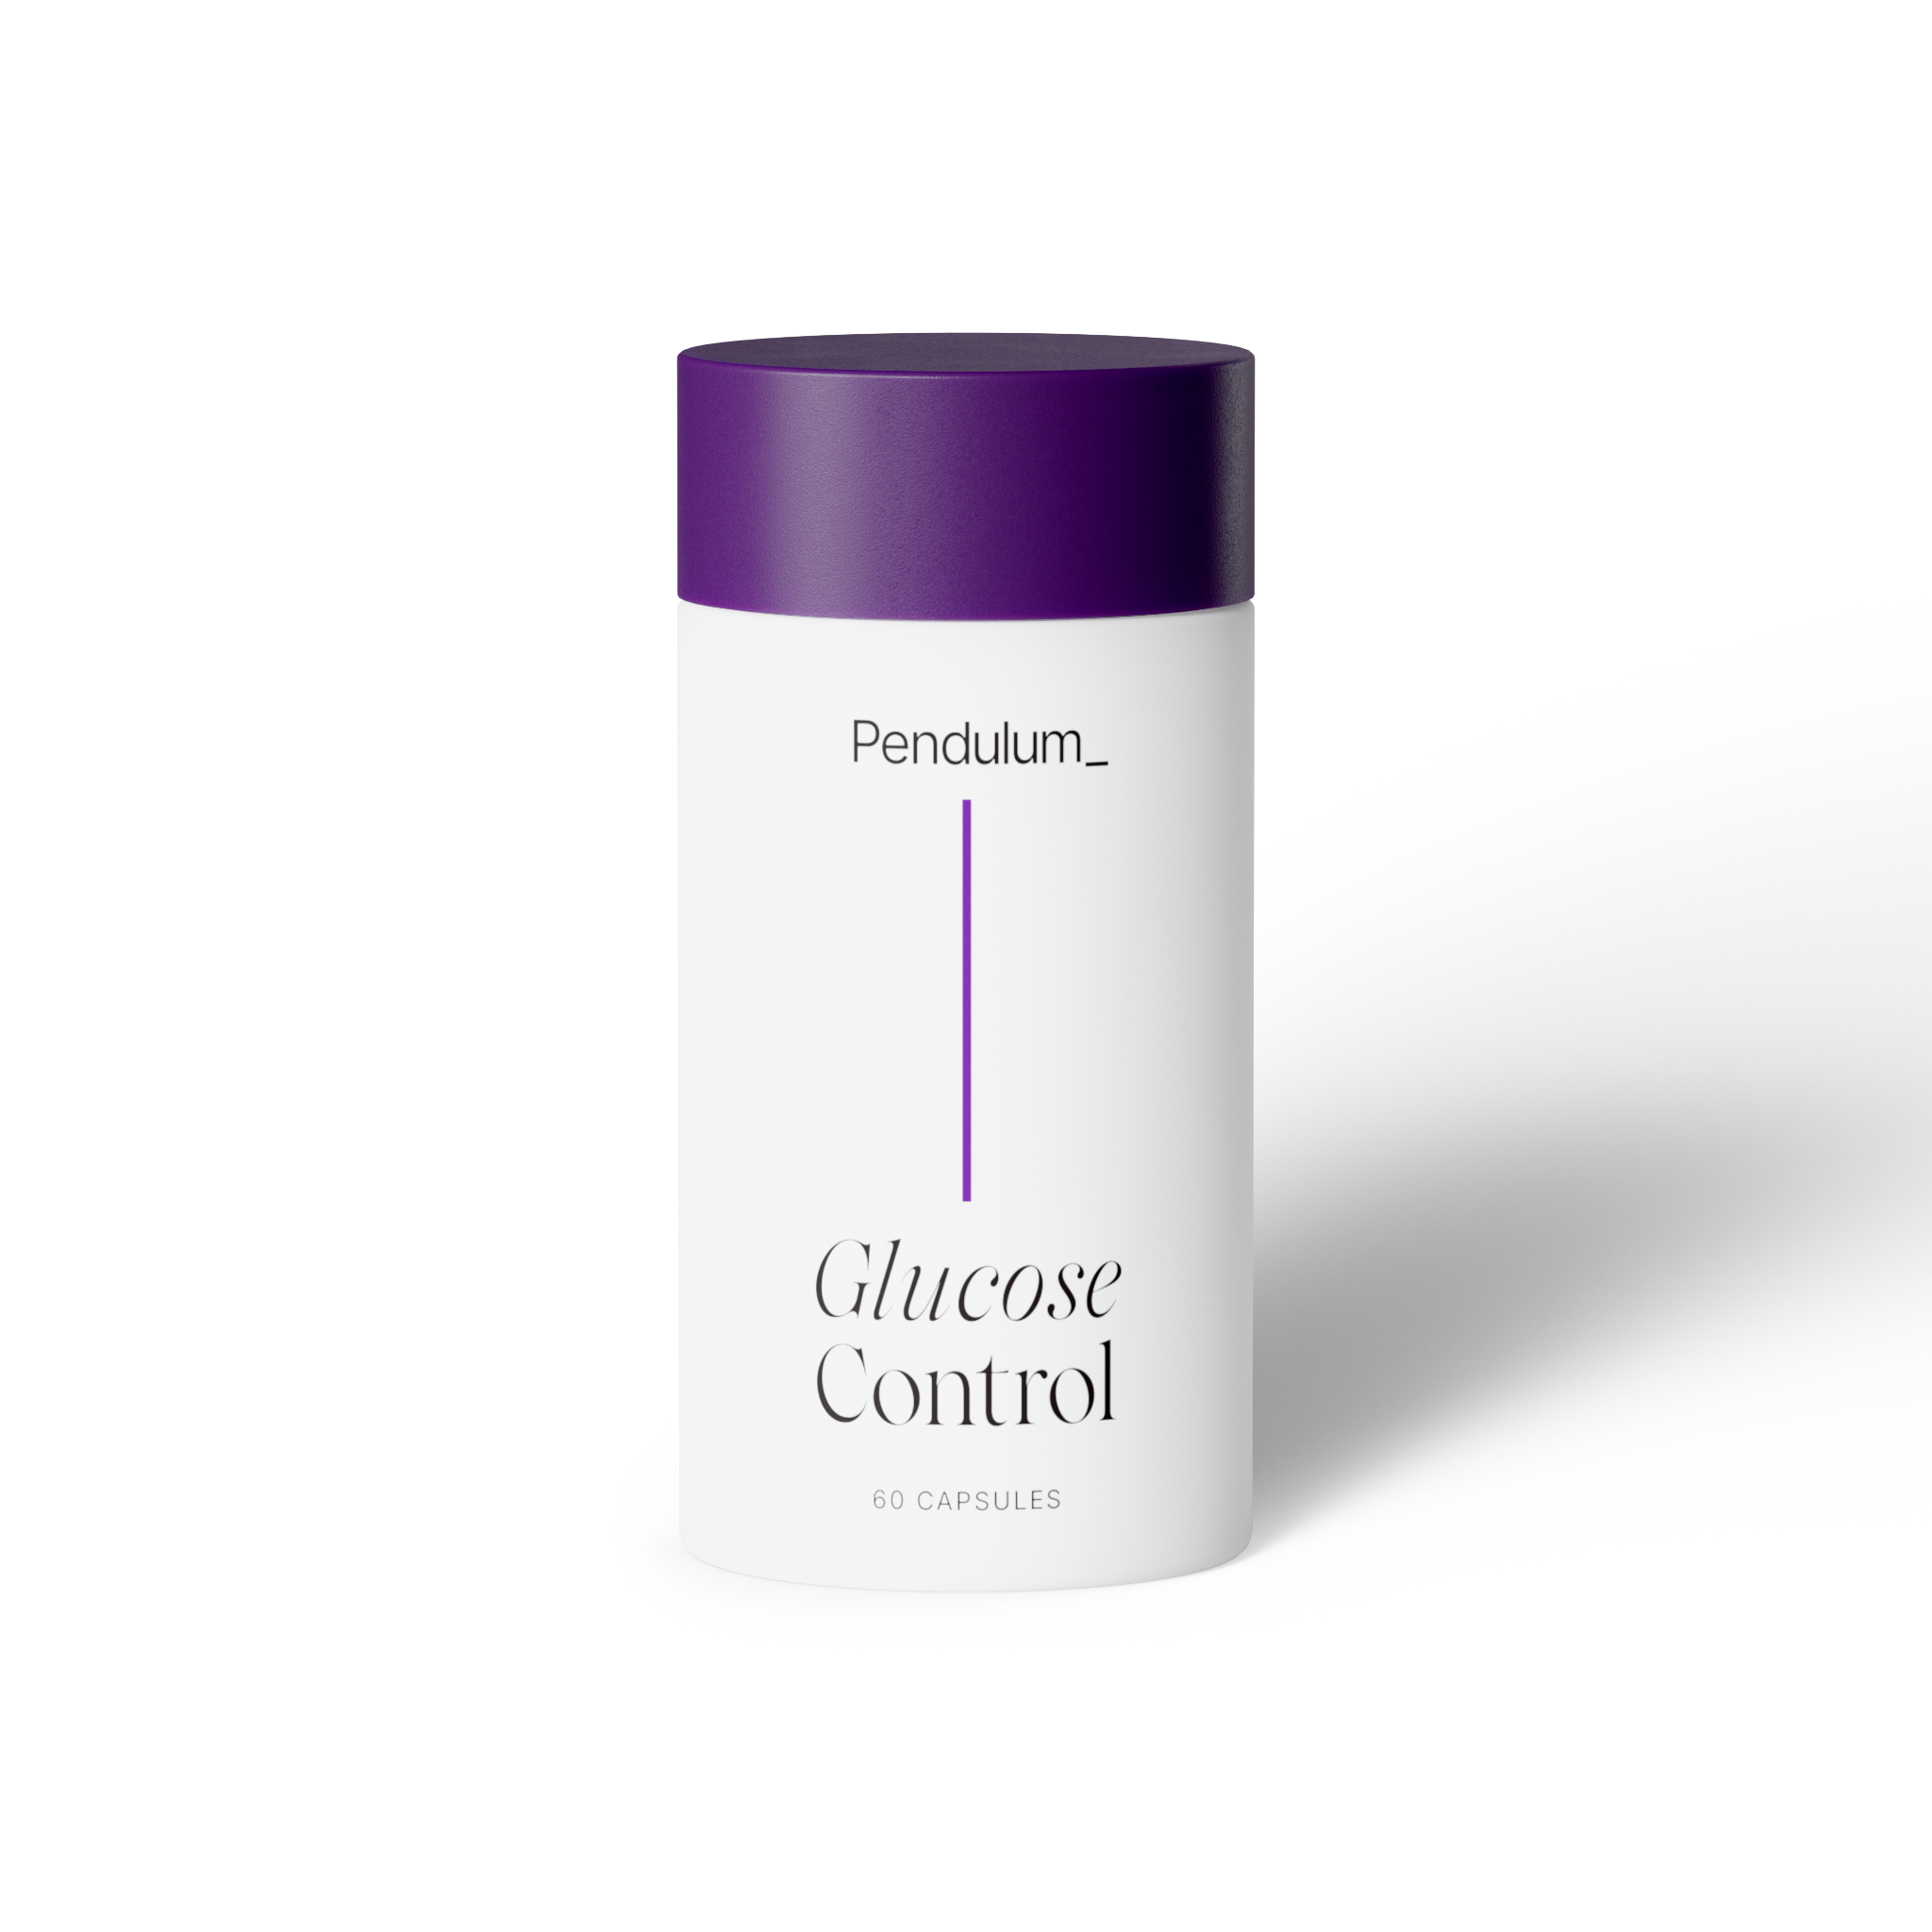 Pendulum_
Glucose
Control
60 CAPSULES